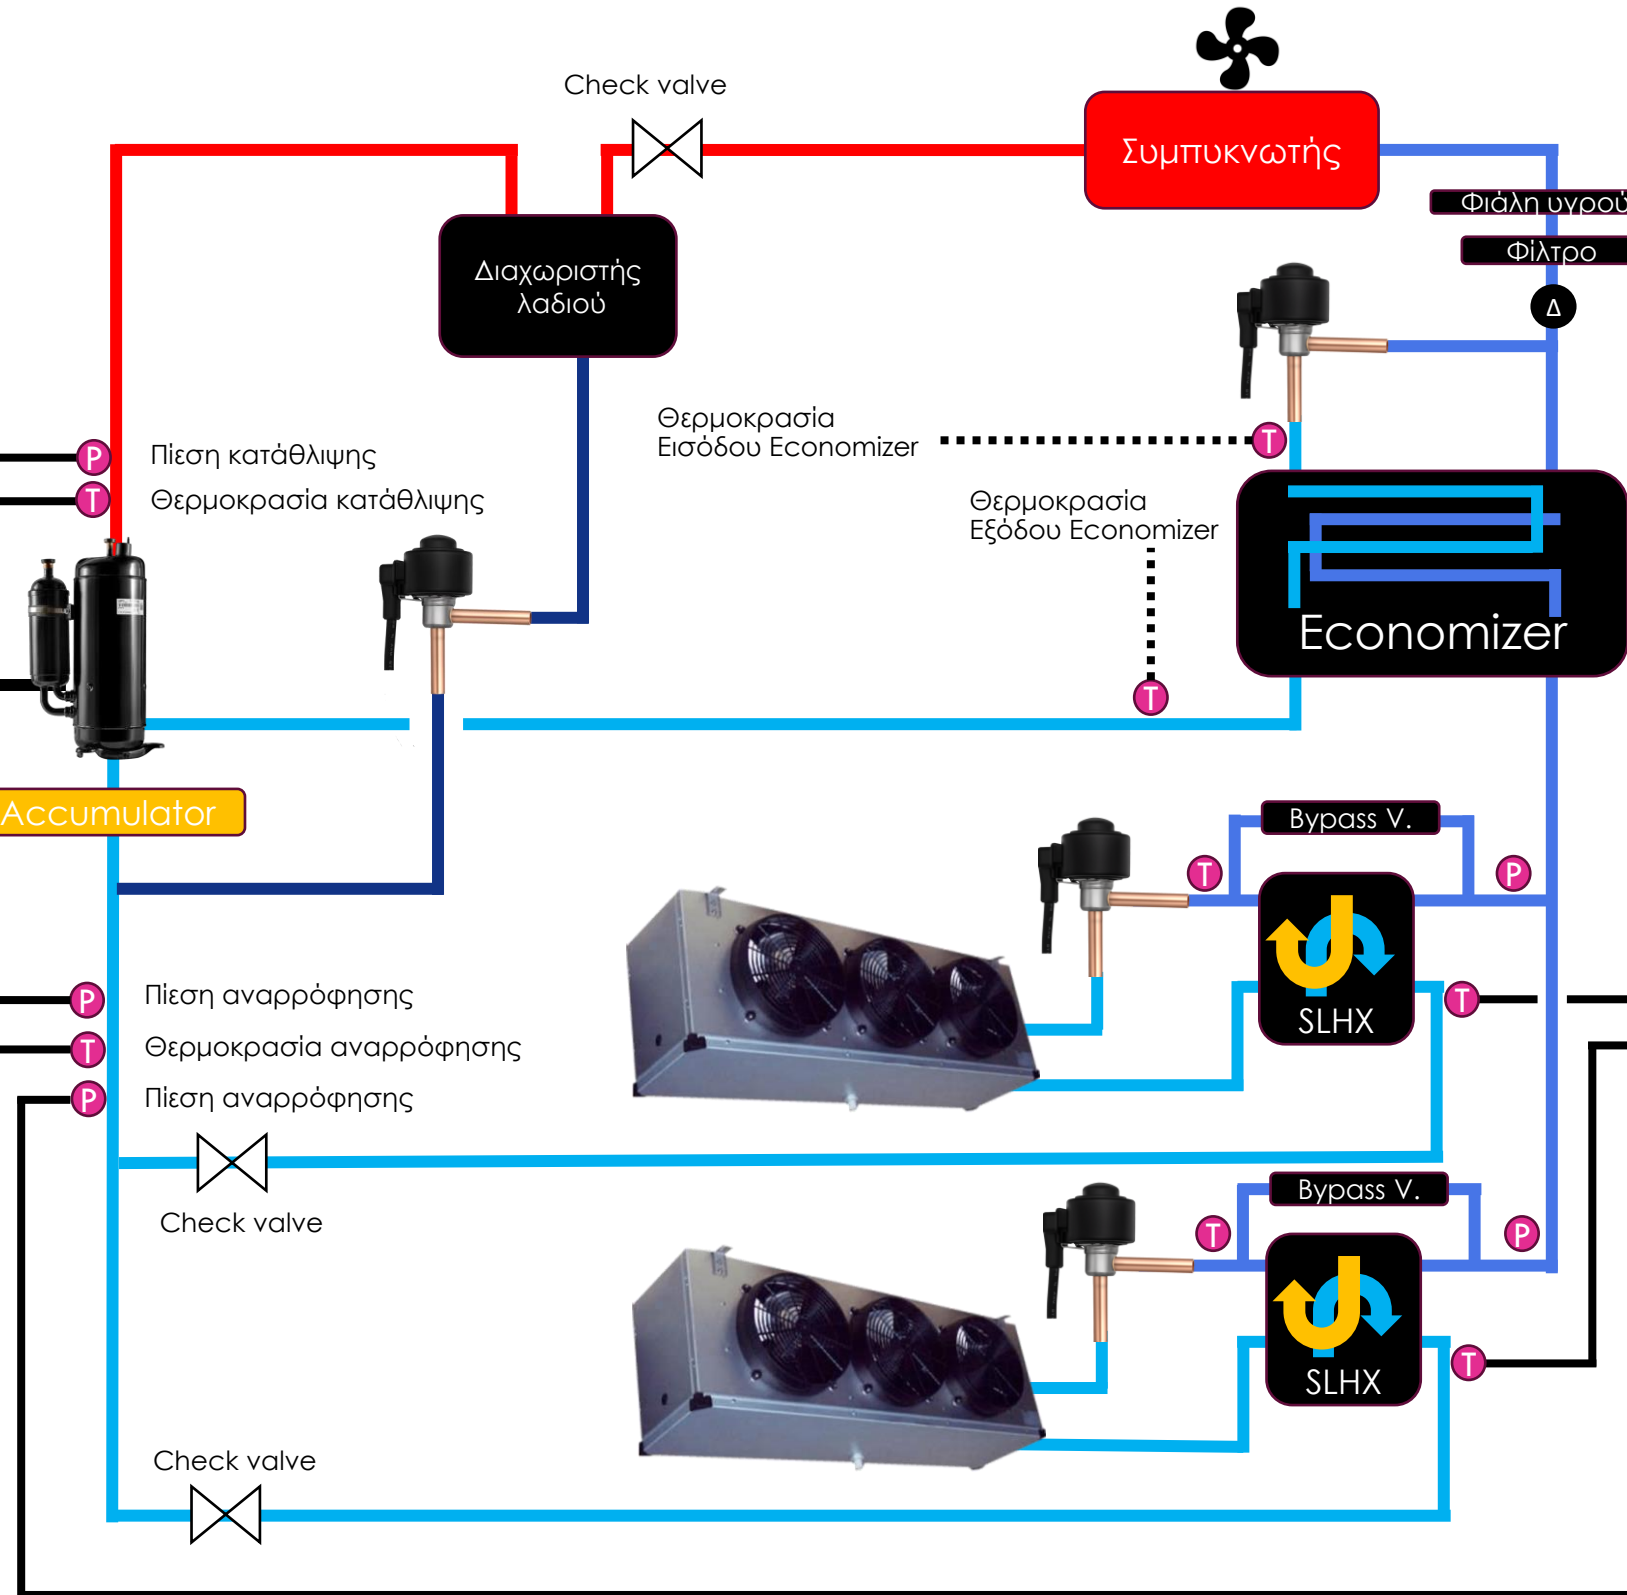 Check valve
Συμπυκνωτής
Φιάλη υγρού
Φίλτρο
Δ
Διαχωριστής
λαδιού
Θερμοκρασία
Εισόδου Economizer
T
P
Πίεση κατάθλιψης
T
Θερμοκρασία κατάθλιψης
Θερμοκρασία
Εξόδου Economizer
Economizer
T
Accumulator
Bypass V.
T
P
SLHX
P
Πίεση αναρρόφησης
T
T
Θερμοκρασία αναρρόφησης
P
Πίεση αναρρόφησης
Check valve
Bypass V.
T
P
SLHX
T
Check valve